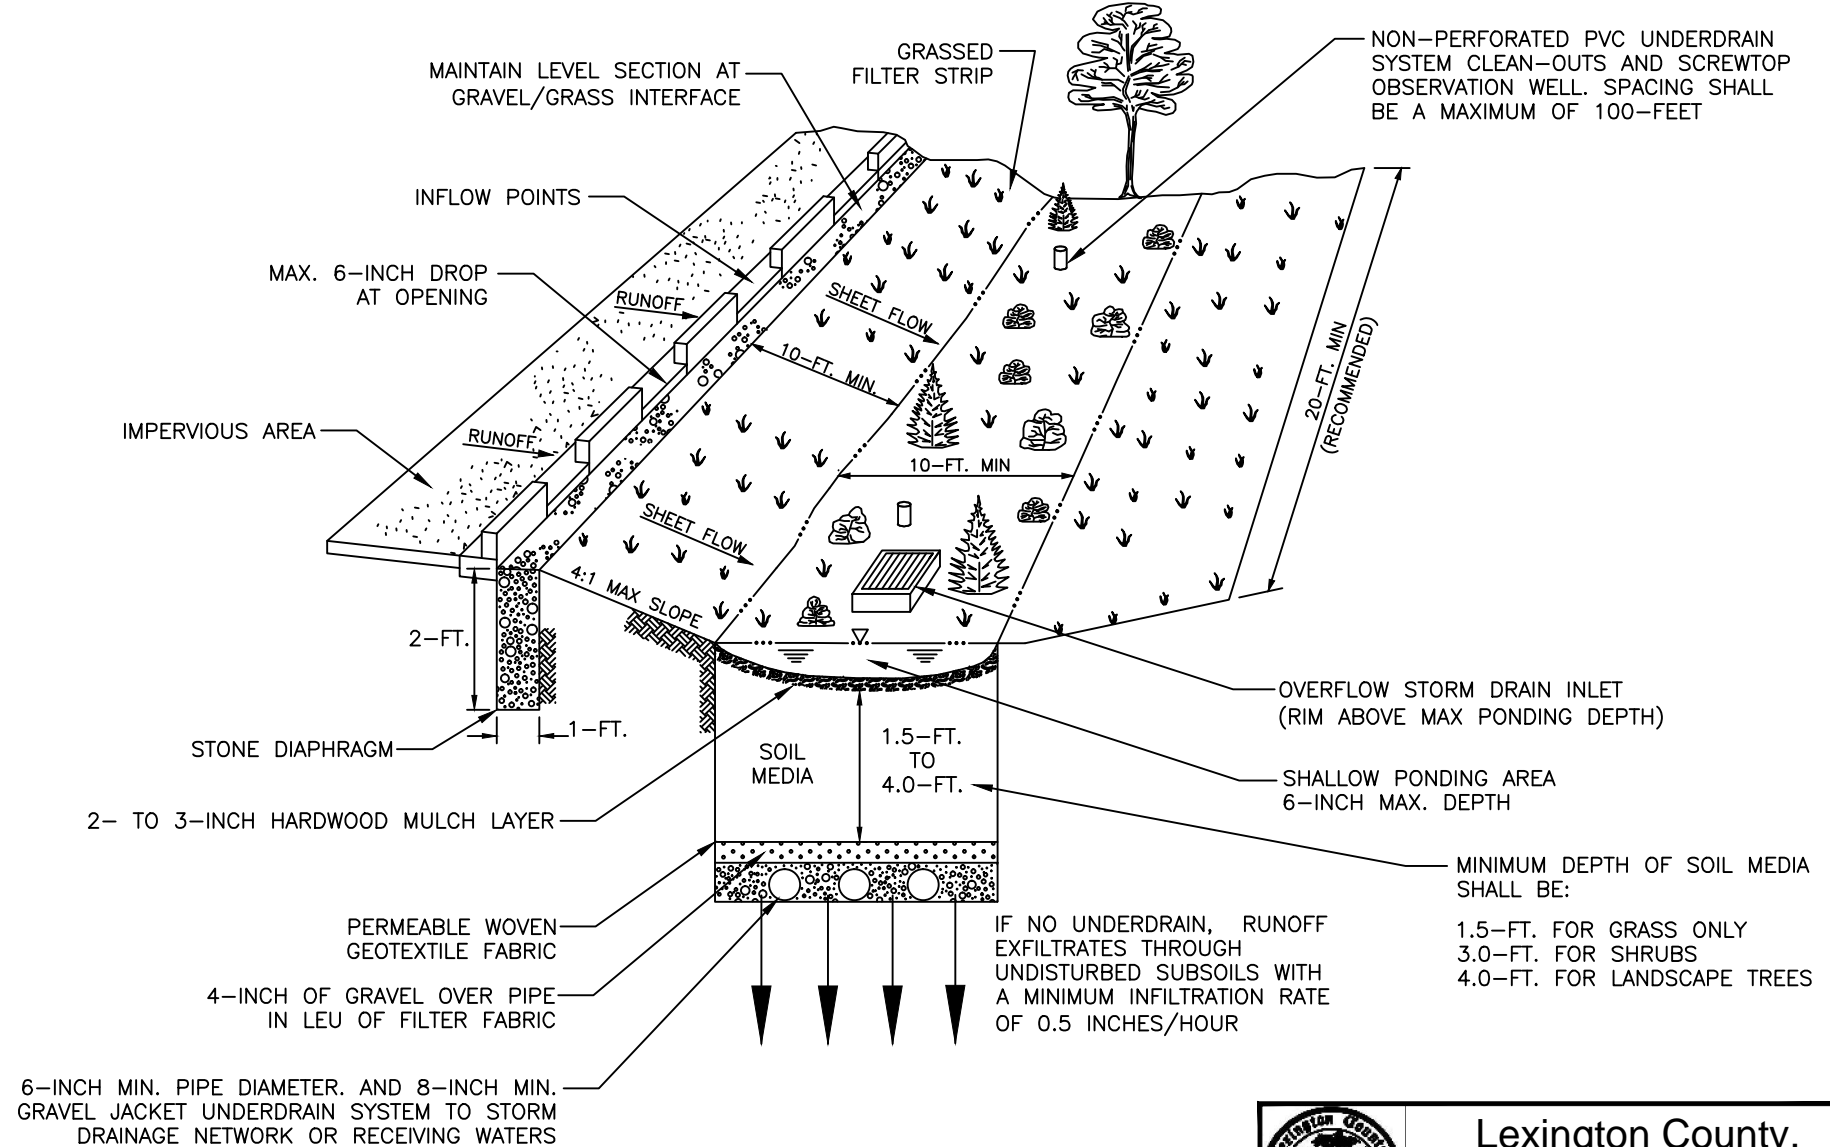 GRASSED
FILTER STRIP
NON-PERFORATED PVC UNDERDRAIN
SYSTEM CLEAN-OUTS AND SCREWTOP
OBSERVATION WELL. SPACING SHALL
BE A MAXIMUM OF 100-FEET
MAINTAIN LEVEL SECTION AT
GRAVEL/GRASS INTERFACE
INFLOW POINTS
MAX. 6-INCH DROP
AT OPENING
RUNOFF
SHEET FLOW
10-FT. MIN.
20-FT. MIN
(RECOMMENDED)
IMPERVIOUS AREA
RUNOFF
10-FT. MIN
SHEET FLOW
4:1 MAX SLOPE
2-FT.
1-FT.
STONE DIAPHRAGM
OVERFLOW STORM DRAIN INLET
(RIM ABOVE MAX PONDING DEPTH)
SOIL
MEDIA
1.5-FT.
TO
4.0-FT.
SHALLOW PONDING AREA
6-INCH MAX. DEPTH
2- TO 3-INCH HARDWOOD MULCH LAYER
MINIMUM DEPTH OF SOIL MEDIA
SHALL BE:
1.5-FT. FOR GRASS ONLY
3.0-FT. FOR SHRUBS
4.0-FT. FOR LANDSCAPE TREES
PERMEABLE WOVEN
GEOTEXTILE FABRIC
IF NO UNDERDRAIN, RUNOFF
EXFILTRATES THROUGH
UNDISTURBED SUBSOILS WITH
A MINIMUM INFILTRATION RATE
OF 0.5 INCHES/HOUR
4-INCH OF GRAVEL OVER PIPE
IN LEU OF FILTER FABRIC
6-INCH MIN. PIPE DIAMETER. AND 8-INCH MIN.
GRAVEL JACKET UNDERDRAIN SYSTEM TO STORM
DRAINAGE NETWORK OR RECEIVING WATERS
Lexington County,